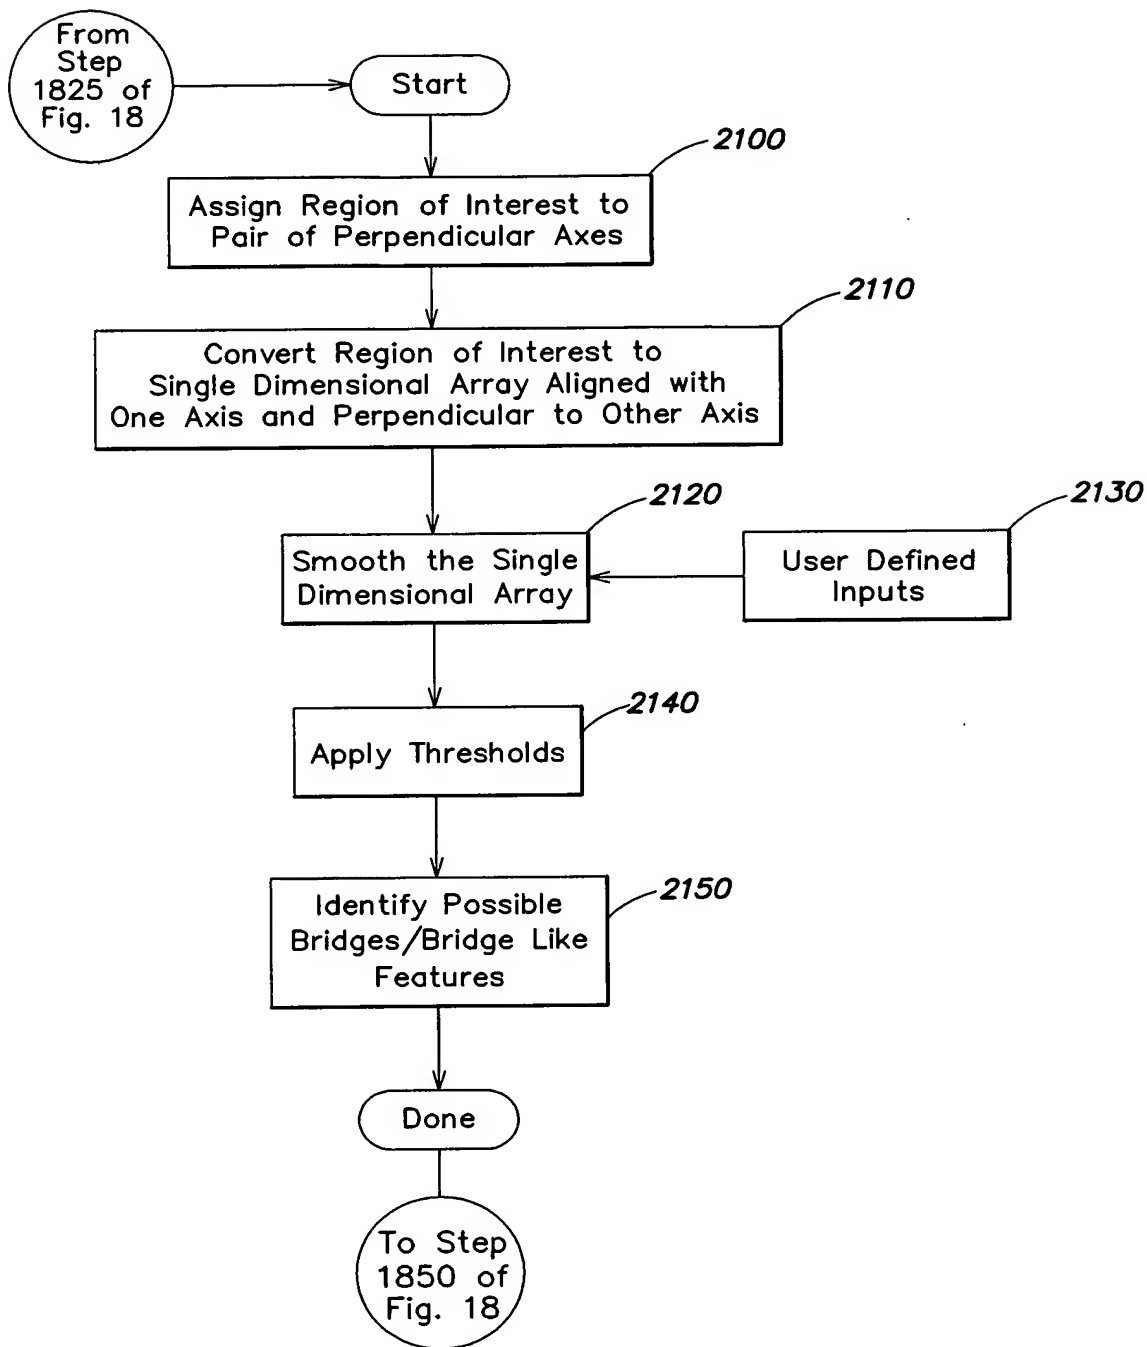 From
Step
1825 of
Fig. 18
Start
2100
Assign Region of Interest to
Pair of Perpendicular Axes
2110
Convert Region of Interest to
Single Dimensional Array Aligned with
One Axis and Perpendicular to Other Axis
2120
2130
Smooth the Single
Dimensional Array
User Defined
Inputs
2140
Apply Thresholds
2150
Identify Possible
Bridges/Bridge Like
Features
Done
To Step
1850 of
Fig. 18